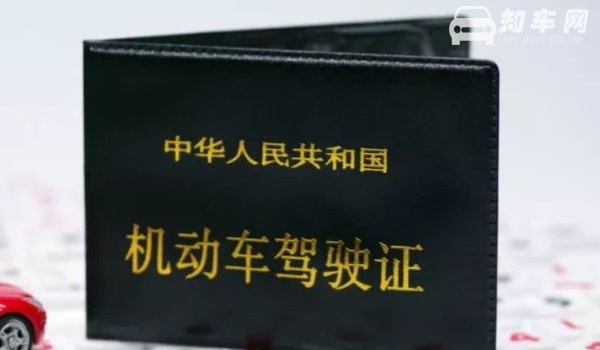 知车网
中华人民共和国
机动车驾驶证